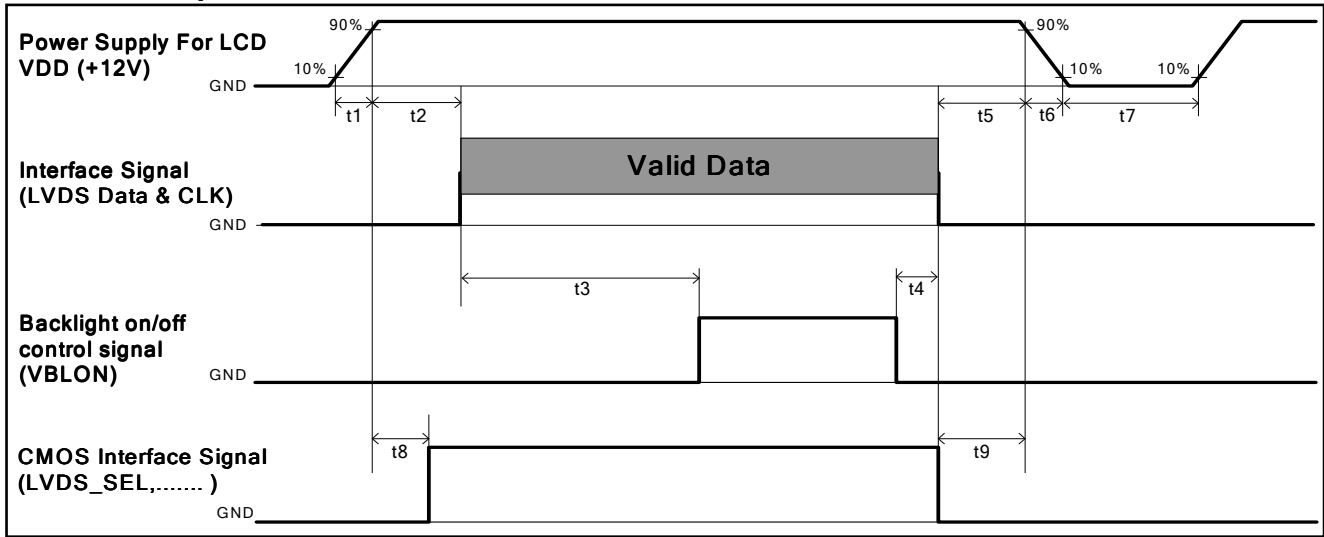 Power Supply For LCD
VDD (+12V)
90%
10%
GND
t1
t2
90%
10%
10%
t5
t6
t7
Interface Signal
(LVDS Data & CLK)
GND
Valid Data
t3
t4
Backlight on/off
control signal
(VBLON)
GND
t8
t9
CMOS Interface Signal
(LVDS_SEL,....... )
GND